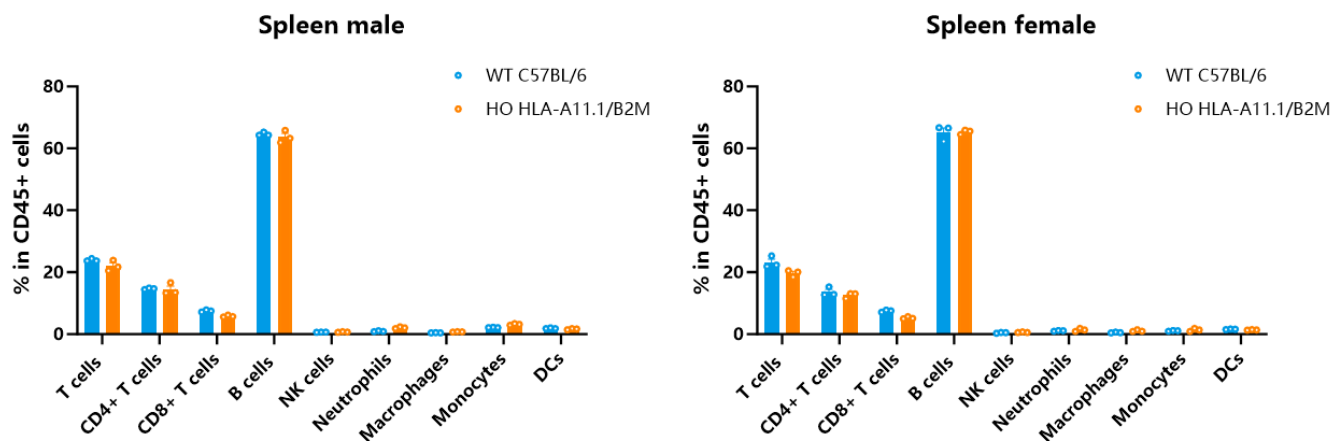 Spleen male
WT C57BL/6
HO HLA-A11.1/B2M
% in CD45+ cells
80
60
40
20
0
T cells
CD4+ T cells
CD8+ T cells
B cells
NK cells
Neutrophils
Macrophages
Monocytes
DCs
Spleen female
WT C57BL/6
HO HLA-A11.1/B2M
% in CD45+ cells
80
60
40
20
0
T cells
CD4+ T cells
CD8+ T cells
B cells
NK cells
Neutrophils
Macrophages
Monocytes
DCs